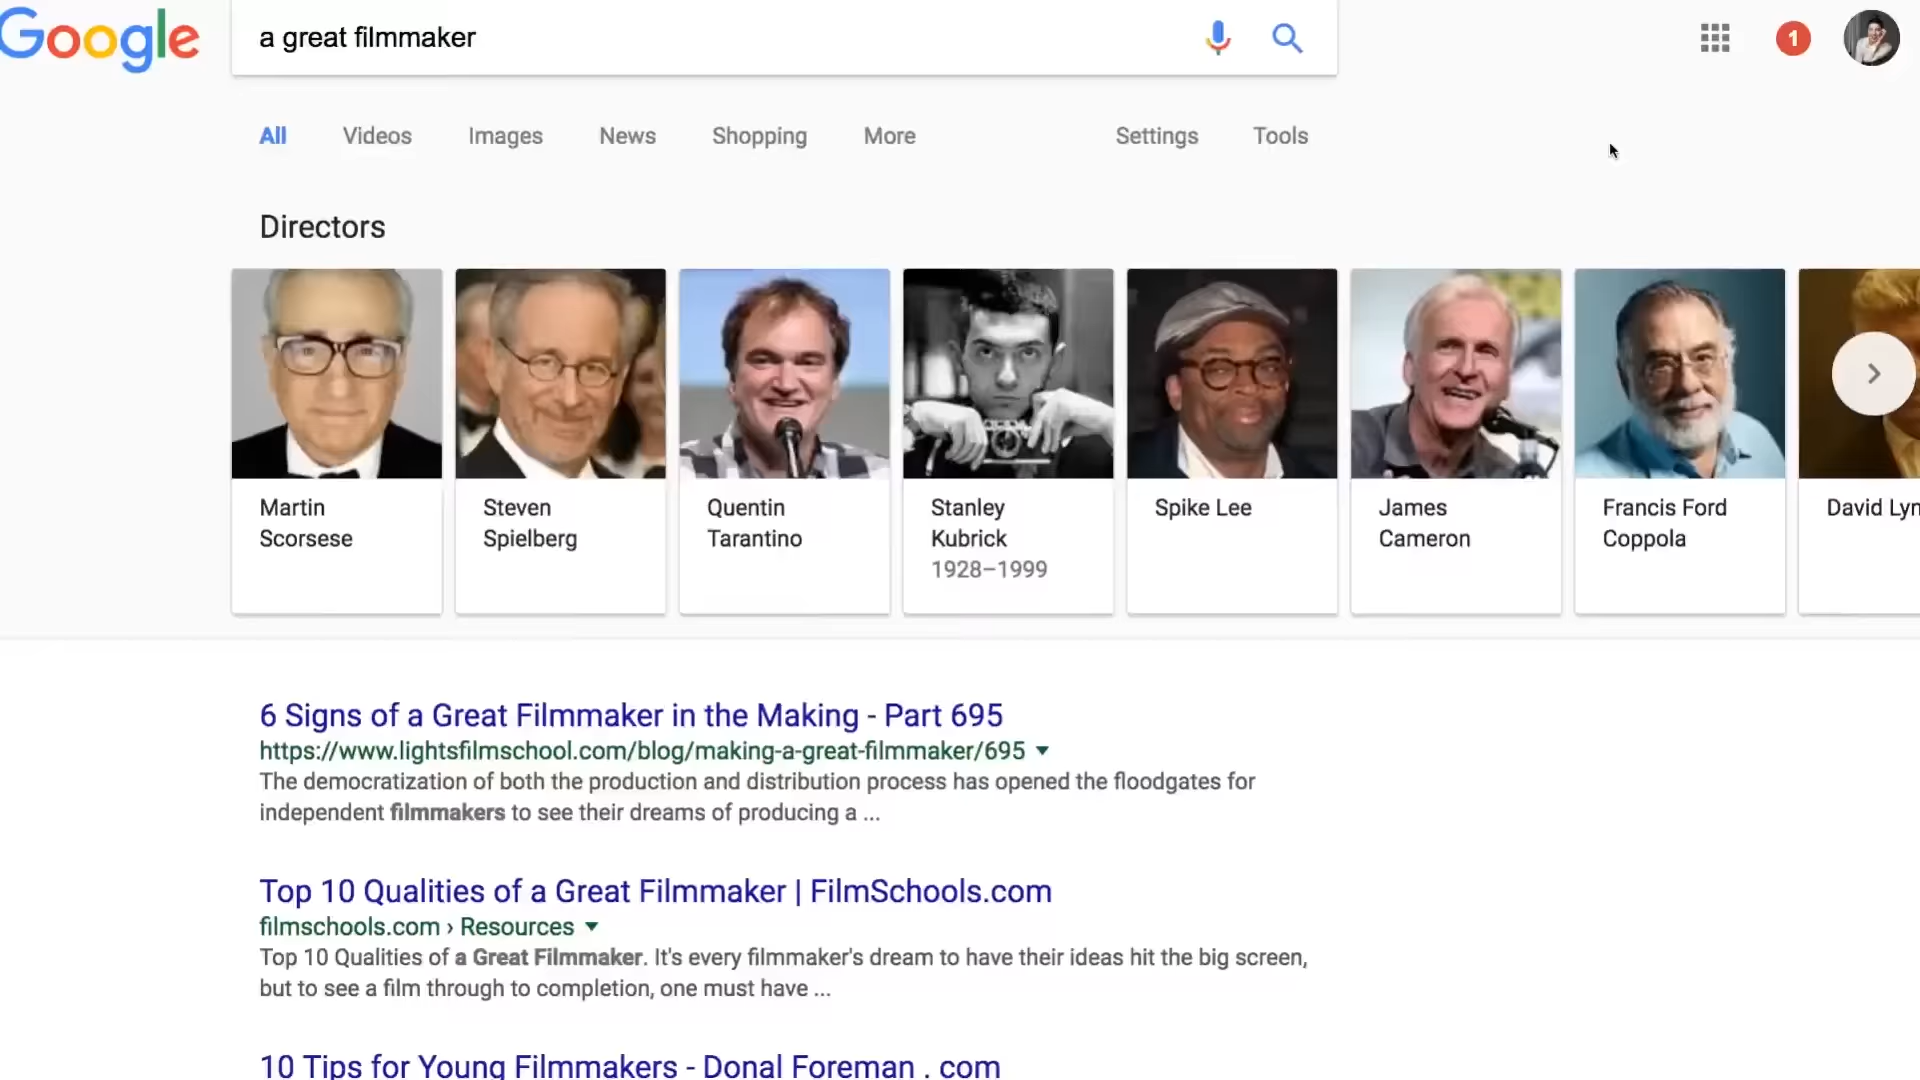 Google
a great filmmaker
1
All
Videos
Images
News
Shopping
More
Settings
Tools
Directors
Martin
Scorsese
Steven
Spielberg
Quentin
Tarantino
Stanley
Kubrick
1928–1999
Spike Lee
James
Cameron
Francis Ford
Coppola
David Lyn
6 Signs of a Great Filmmaker in the Making - Part 695
https://www.lightsfilmschool.com/blog/making-a-great-filmmaker/695
The democratization of both the production and distribution process has opened the floodgates for
independent filmmakers to see their dreams of producing a ...
Top 10 Qualities of a Great Filmmaker | FilmSchools.com
filmschools.com › Resources
Top 10 Qualities of a Great Filmmaker. It's every filmmaker's dream to have their ideas hit the big screen,
but to see a film through to completion, one must have ...
10 Tips for Young Filmmakers - Donal Foreman . com